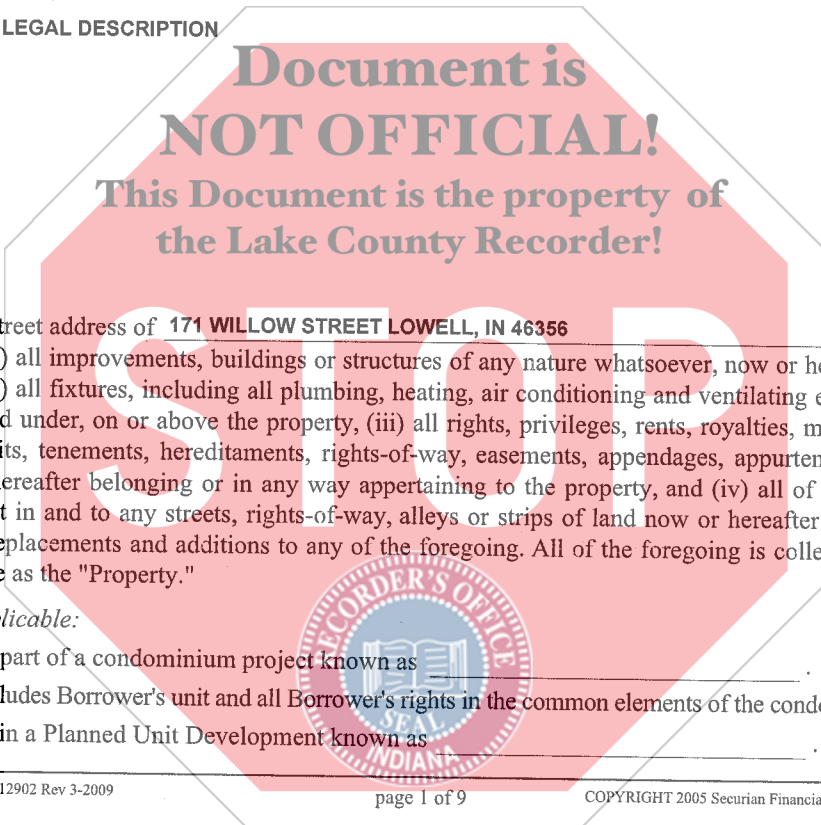 LEGAL DESCRIPTION
Document is
NOT OFFICIAL!
This Document is the property of
the Lake County Recorder!
STOP
treet address of 171 WILLOW STREET LOWELL, IN 46356
) all improvements, buildings or structures of any nature whatsoever, now or he
) all fixtures, including all plumbing, heating, air conditioning and ventilating e
d under, on or above the property, (iii) all rights, privileges, rents, royalties, m
its, tenements, hereditaments, rights-of-way, easements, appendages, appurten
ereafter belonging or in any way appertaining to the property, and (iv) all of
t in and to any streets, rights-of-way, alleys or strips of land now or hereafter
eplacements and additions to any of the foregoing. All of the foregoing is colle
e as the "Property."
licable:
part of a condominium project known as .
ludes Borrower's unit and all Borrower's rights in the common elements of the condo
in a Planned Unit Development known as .
RECORDER'S OFFICE
SEAL
INDIANA
12902 Rev 3-2009 page 1 of 9 COPYRIGHT 2005 Securian Financia